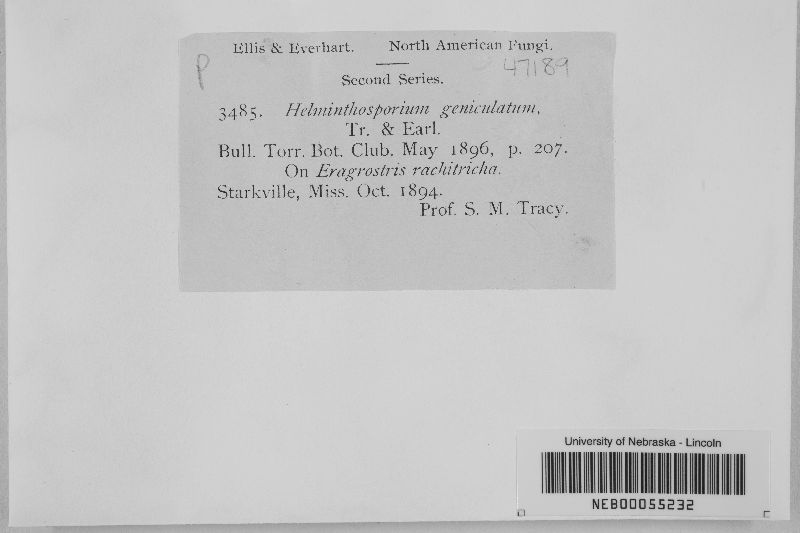 Ellis & Everhart. North American Fungi.
P
47189
Second Series.
3485. Helminthosporium geniculatum,
Tr. & Earl.
Bull. Torr. Bot. Club. May 1896, p. 207.
On Eragrostris rachitricha.
Starkville, Miss. Oct. 1894.
Prof. S. M. Tracy.
University of Nebraska - Lincoln
NEB00055232